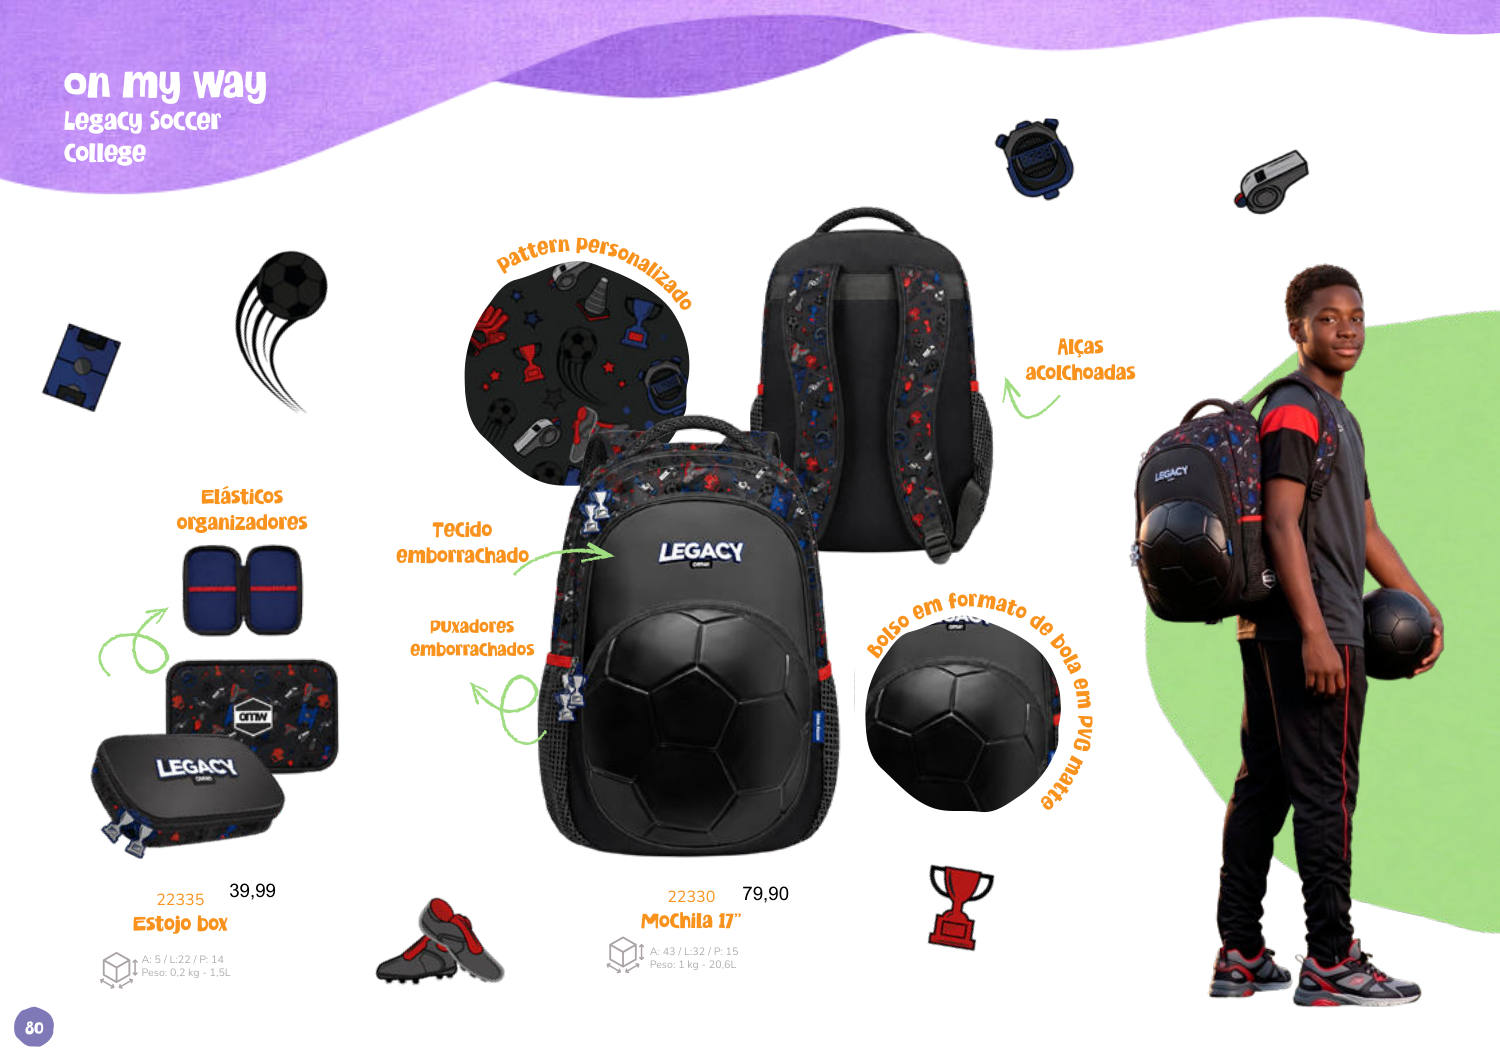 on my way
Legacy Soccer
College
Pattern Personalizado
Alças
acolchoadas
Elásticos
organizadores
Tecido
emborrachado
LEGACY
omw
Puxadores
emborrachados
Bolso em formato de bola em PVC matte
LEGACY
omw
LEGACY
omw
LEGACY
22335 39,99
Estojo box
A: 5 / L:22 / P: 14
Peso: 0,2 kg - 1,5L
22330 79,90
Mochila 17”
A: 43 / L:32 / P: 15
Peso: 1 kg - 20,6L
80